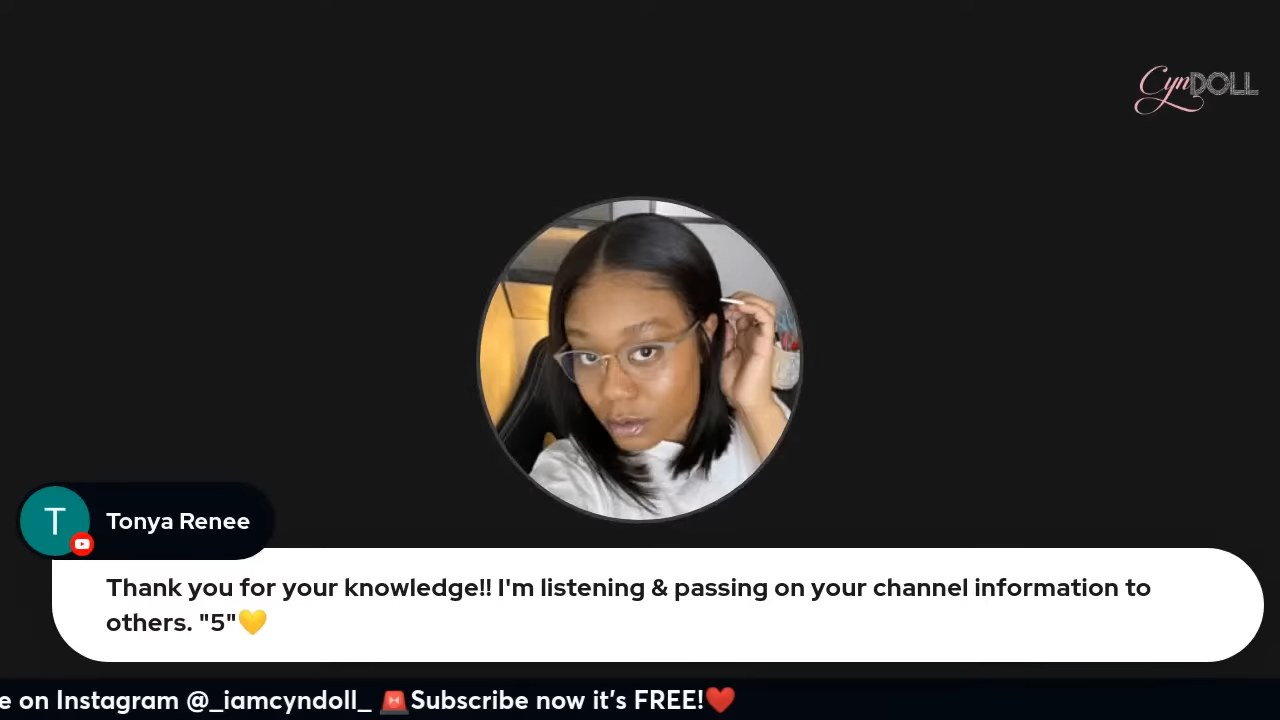 CynDOLL
T
Tonya Renee
Thank you for your knowledge!! I'm listening & passing on your channel information to
others. "5"💛
e on Instagram @_iamcyndoll_ 🚨Subscribe now it's FREE!❤️